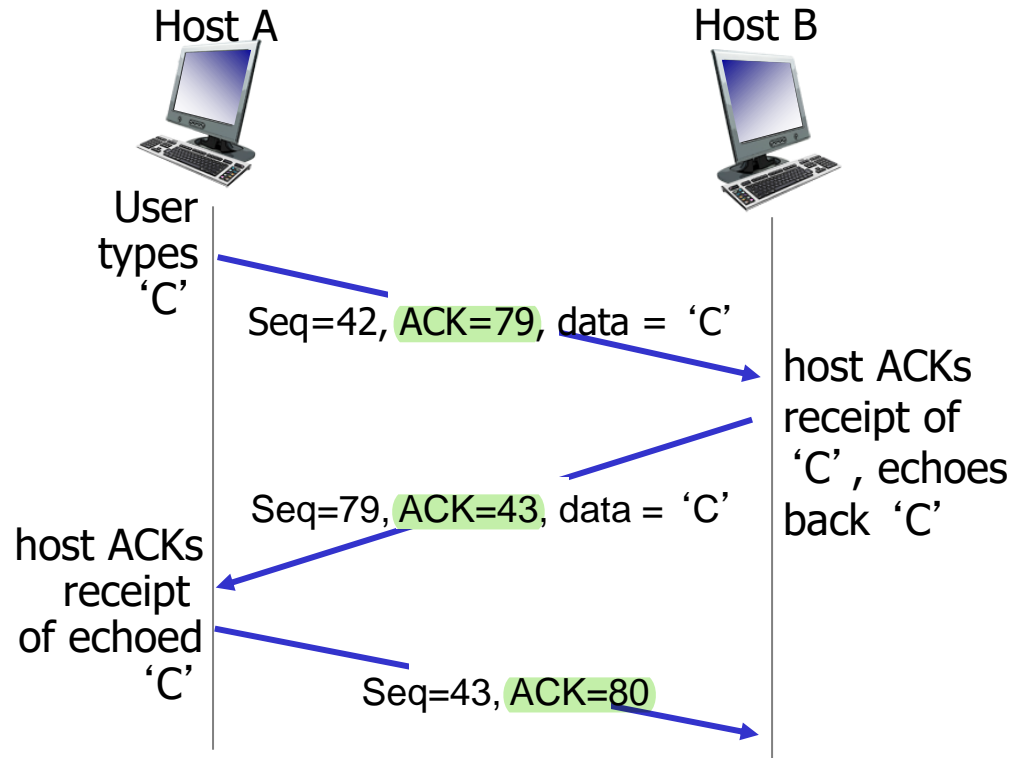 Host A
Host B
User
types
‘C’
Seq=42, ACK=79, data = ‘C’
host ACKs
receipt of
‘C’, echoes
back ‘C’
Seq=79, ACK=43, data = ‘C’
host ACKs
receipt
of echoed
‘C’
Seq=43, ACK=80